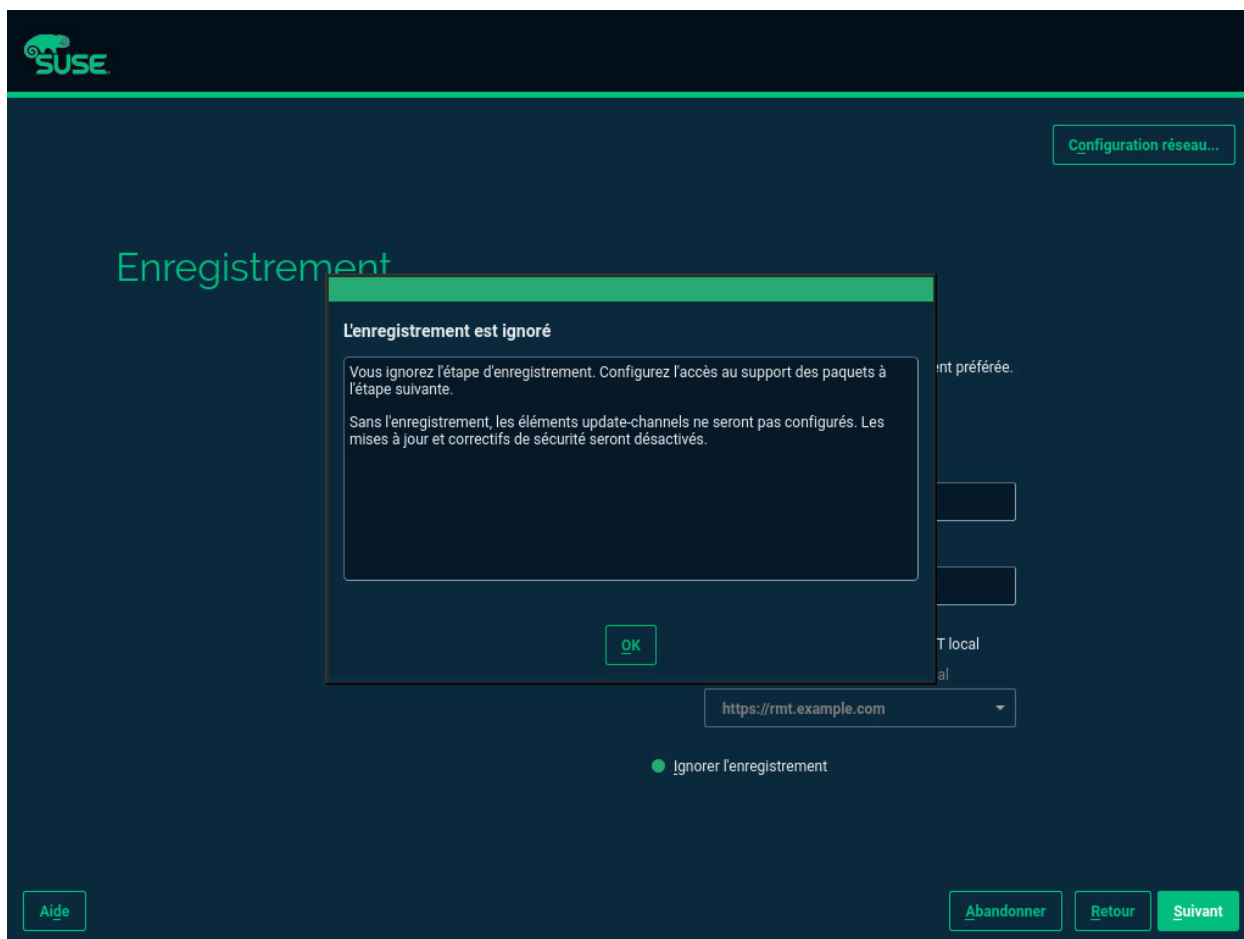 SUSE
Configuration réseau...
Enregistrement
L'enregistrement est ignoré
Vous ignorez l'étape d'enregistrement. Configurez l'accès au support des paquets à
l'étape suivante.
Sans l'enregistrement, les éléments update-channels ne seront pas configurés. Les
mises à jour et correctifs de sécurité seront désactivés.
préférée.
OK
local
https://rmt.example.com
Ignorer l'enregistrement
Aide
Abandonner
Retour
Suivant